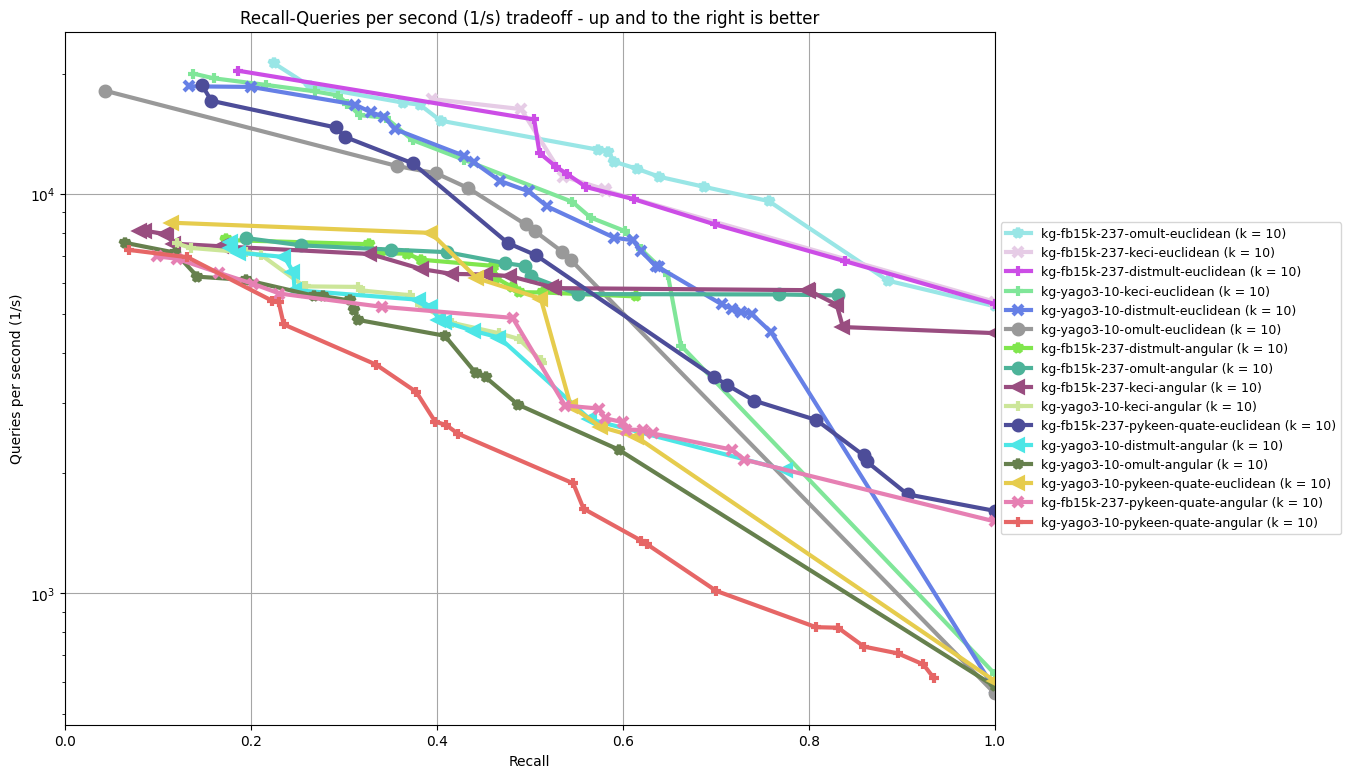 Recall-Queries per second (1/s) tradeoff - up and to the right is better
Queries per second (1/s)
10^4
10^3
0.0 0.2 0.4 0.6 0.8 1.0
Recall
kg-fb15k-237-omult-euclidean (k = 10)
kg-fb15k-237-keci-euclidean (k = 10)
kg-fb15k-237-distmult-euclidean (k = 10)
kg-yago3-10-keci-euclidean (k = 10)
kg-yago3-10-distmult-euclidean (k = 10)
kg-yago3-10-omult-euclidean (k = 10)
kg-fb15k-237-distmult-angular (k = 10)
kg-fb15k-237-omult-angular (k = 10)
kg-fb15k-237-keci-angular (k = 10)
kg-yago3-10-keci-angular (k = 10)
kg-fb15k-237-pykeen-quate-euclidean (k = 10)
kg-yago3-10-distmult-angular (k = 10)
kg-yago3-10-omult-angular (k = 10)
kg-yago3-10-pykeen-quate-euclidean (k = 10)
kg-fb15k-237-pykeen-quate-angular (k = 10)
kg-yago3-10-pykeen-quate-angular (k = 10)